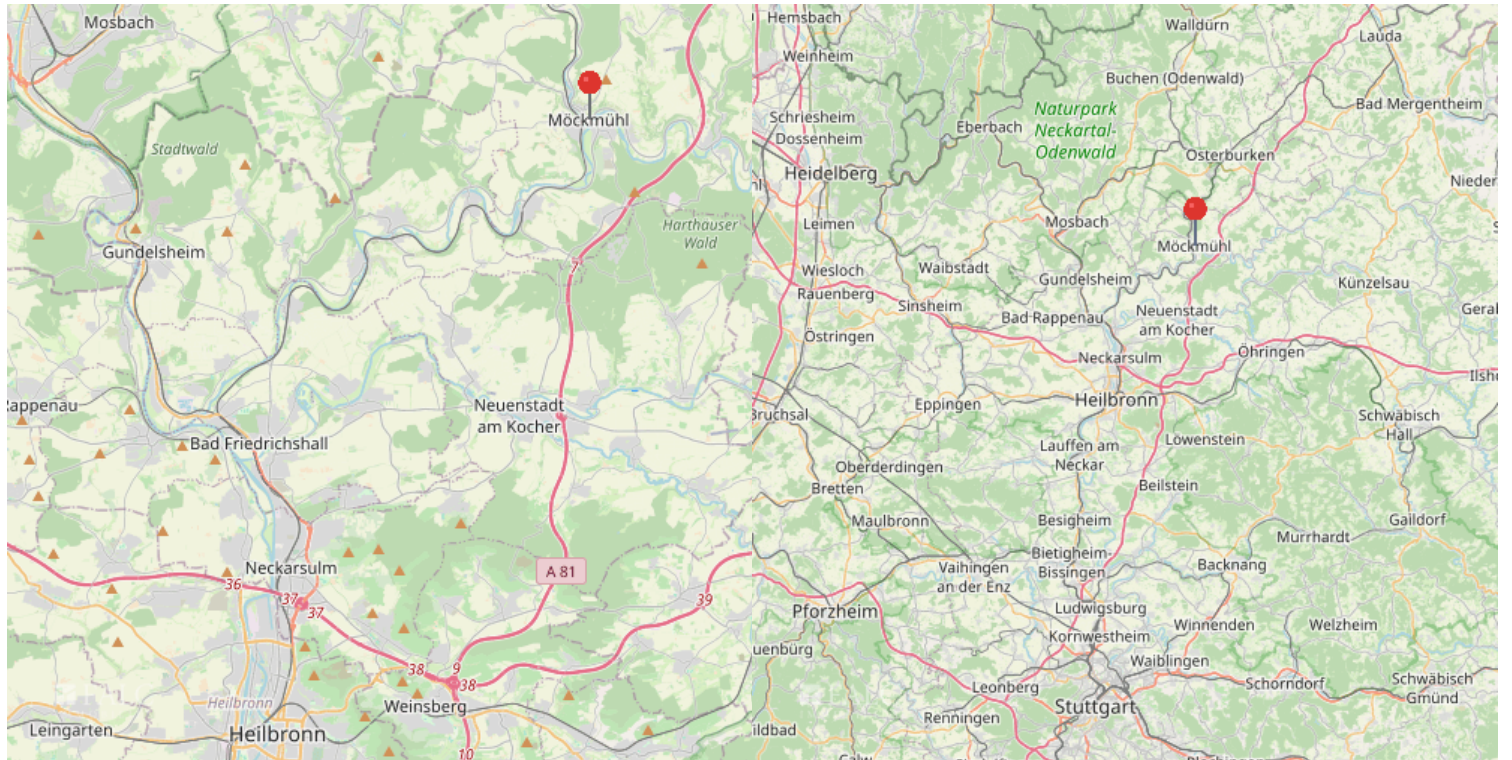 Mosbach
Möckmühl
Stadtwald
Harthauser
Wald
Gundelsheim
7
Neuenstadt
am Kocher
Bad Friedrichshall
A 81
Neckarsulm
36
37
37
39
38
9
38
Weinsberg
Heilbronn
Leingarten
Heilbronn
10
Hemsbach
Walldürn
Lauda
Weinheim
Buchen (Odenwald)
Bad Mergentheim
Naturpark
Neckartal-
Odenwald
Schriesheim
Eberbach
Dossenheim
Osterburken
Heidelberg
Mosbach
Leimen
Möckmühl
Waibstadt
Wiesloch
Gundelsheim
Künzelsau
Rauenberg
Sinsheim
Bad Rappenau
Neuenstadt
am Kocher
Östringen
Neckarsulm
Öhringen
Heilbronn
Eppingen
Bruchsal
Schwäbisch
Hall
Löwenstein
Lauffen am
Neckar
Oberderdingen
Bretten
Beilstein
Maulbronn
Besigheim
Gaildorf
Murrhardt
Bietigheim-
Bissingen
Backnang
Vaihingen
an der Enz
Pforzheim
Ludwigsburg
Winnenden
Welzheim
Kornwestheim
Waiblingen
Leonberg
Schorndorf
Schwäbisch
Gmünd
Stuttgart
Renningen